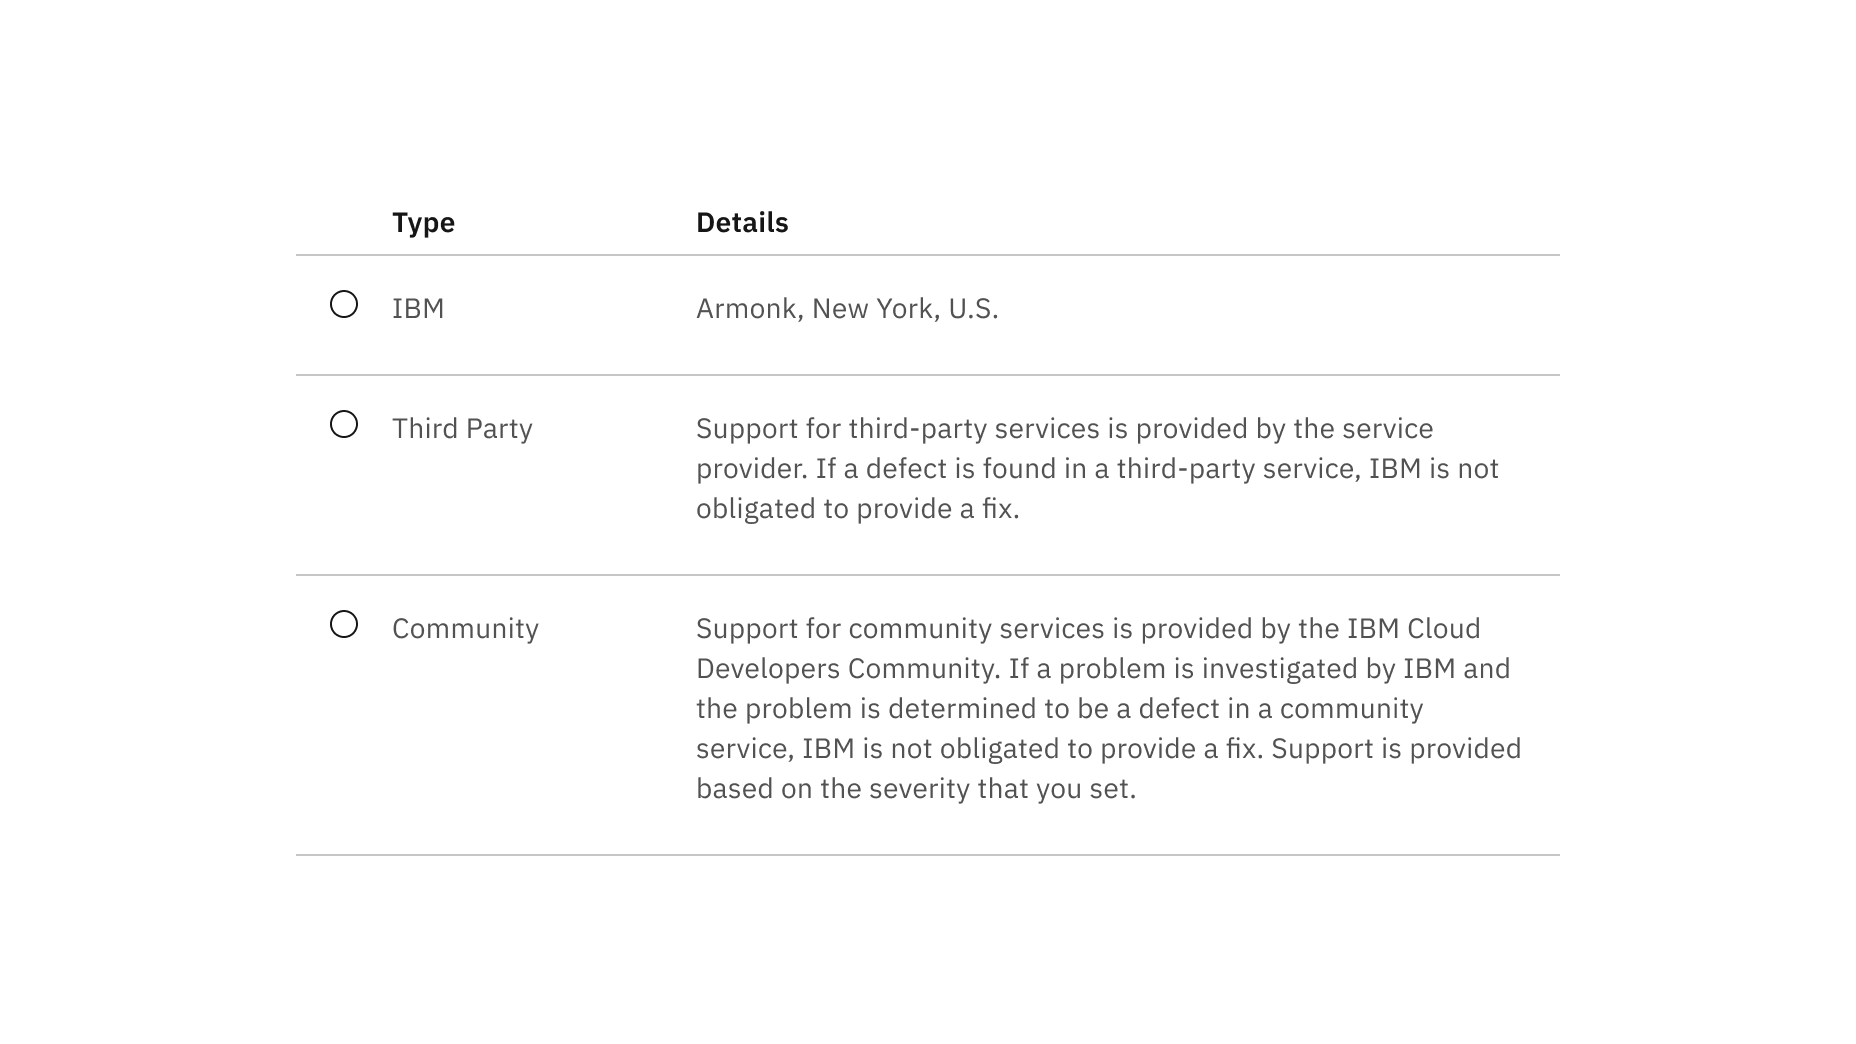 Type Details
IBM Armonk, New York, U.S.
Third Party Support for third-party services is provided by the service
provider. If a defect is found in a third-party service, IBM is not
obligated to provide a fix.
Community Support for community services is provided by the IBM Cloud
Developers Community. If a problem is investigated by IBM and
the problem is determined to be a defect in a community
service, IBM is not obligated to provide a fix. Support is provided
based on the severity that you set.